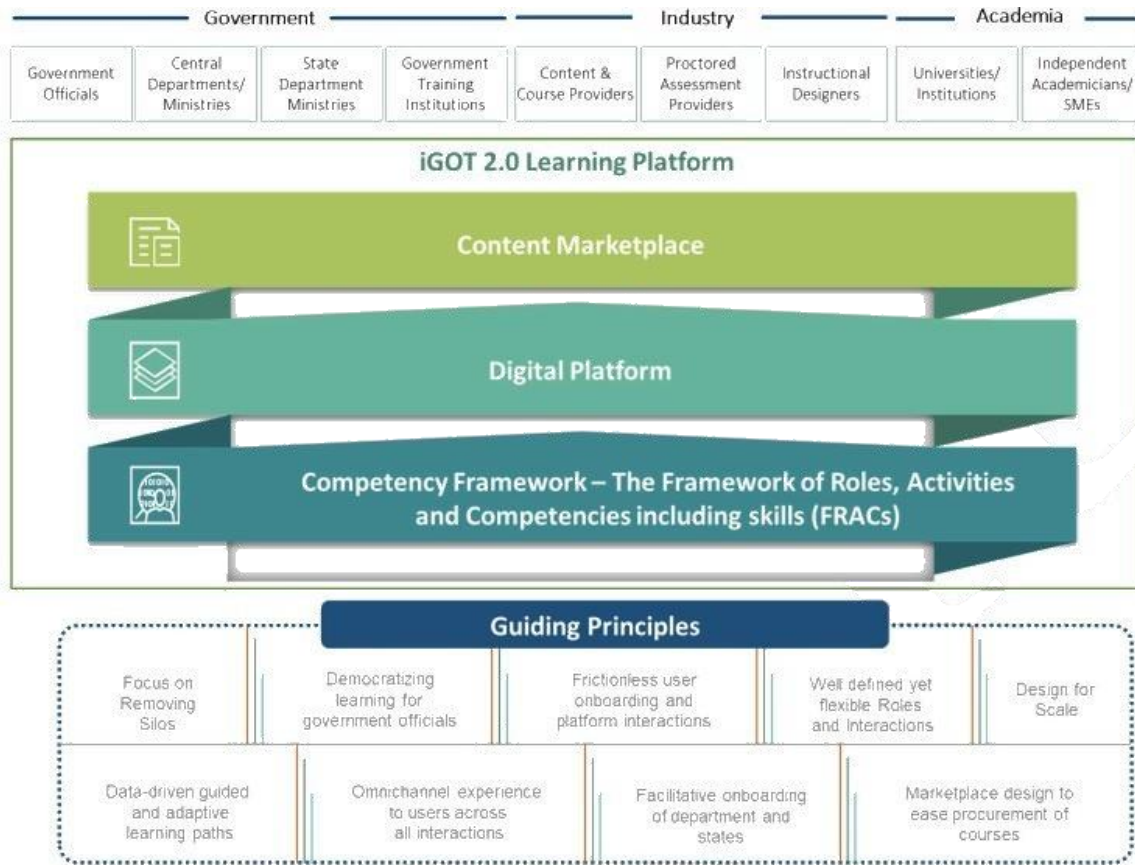 Government
Industry
Academia
Government
Officials
Central
Departments/
Ministries
State
Department
Ministries
Government
Training
Institutions
Content &
Course Providers
Proctored
Assessment
Providers
Instructional
Designers
Universities/
Institutions
Independent
Academicians/
SMEs
iGOT 2.0 Learning Platform
Content Marketplace
Digital Platform
Competency Framework – The Framework of Roles, Activities
and Competencies including skills (FRACs)
Guiding Principles
Focus on
Removing
Silos
Democratizing
learning for
government officials
Frictionless user
onboarding and
platform interactions
Well defined yet
flexible Roles
and Interactions
Design for
Scale
Data-driven guided
and adaptive
learning paths
Omnichannel experience
to users across
all interactions
Facilitative onboarding
of department and
states
Marketplace design to
ease procurement of
courses